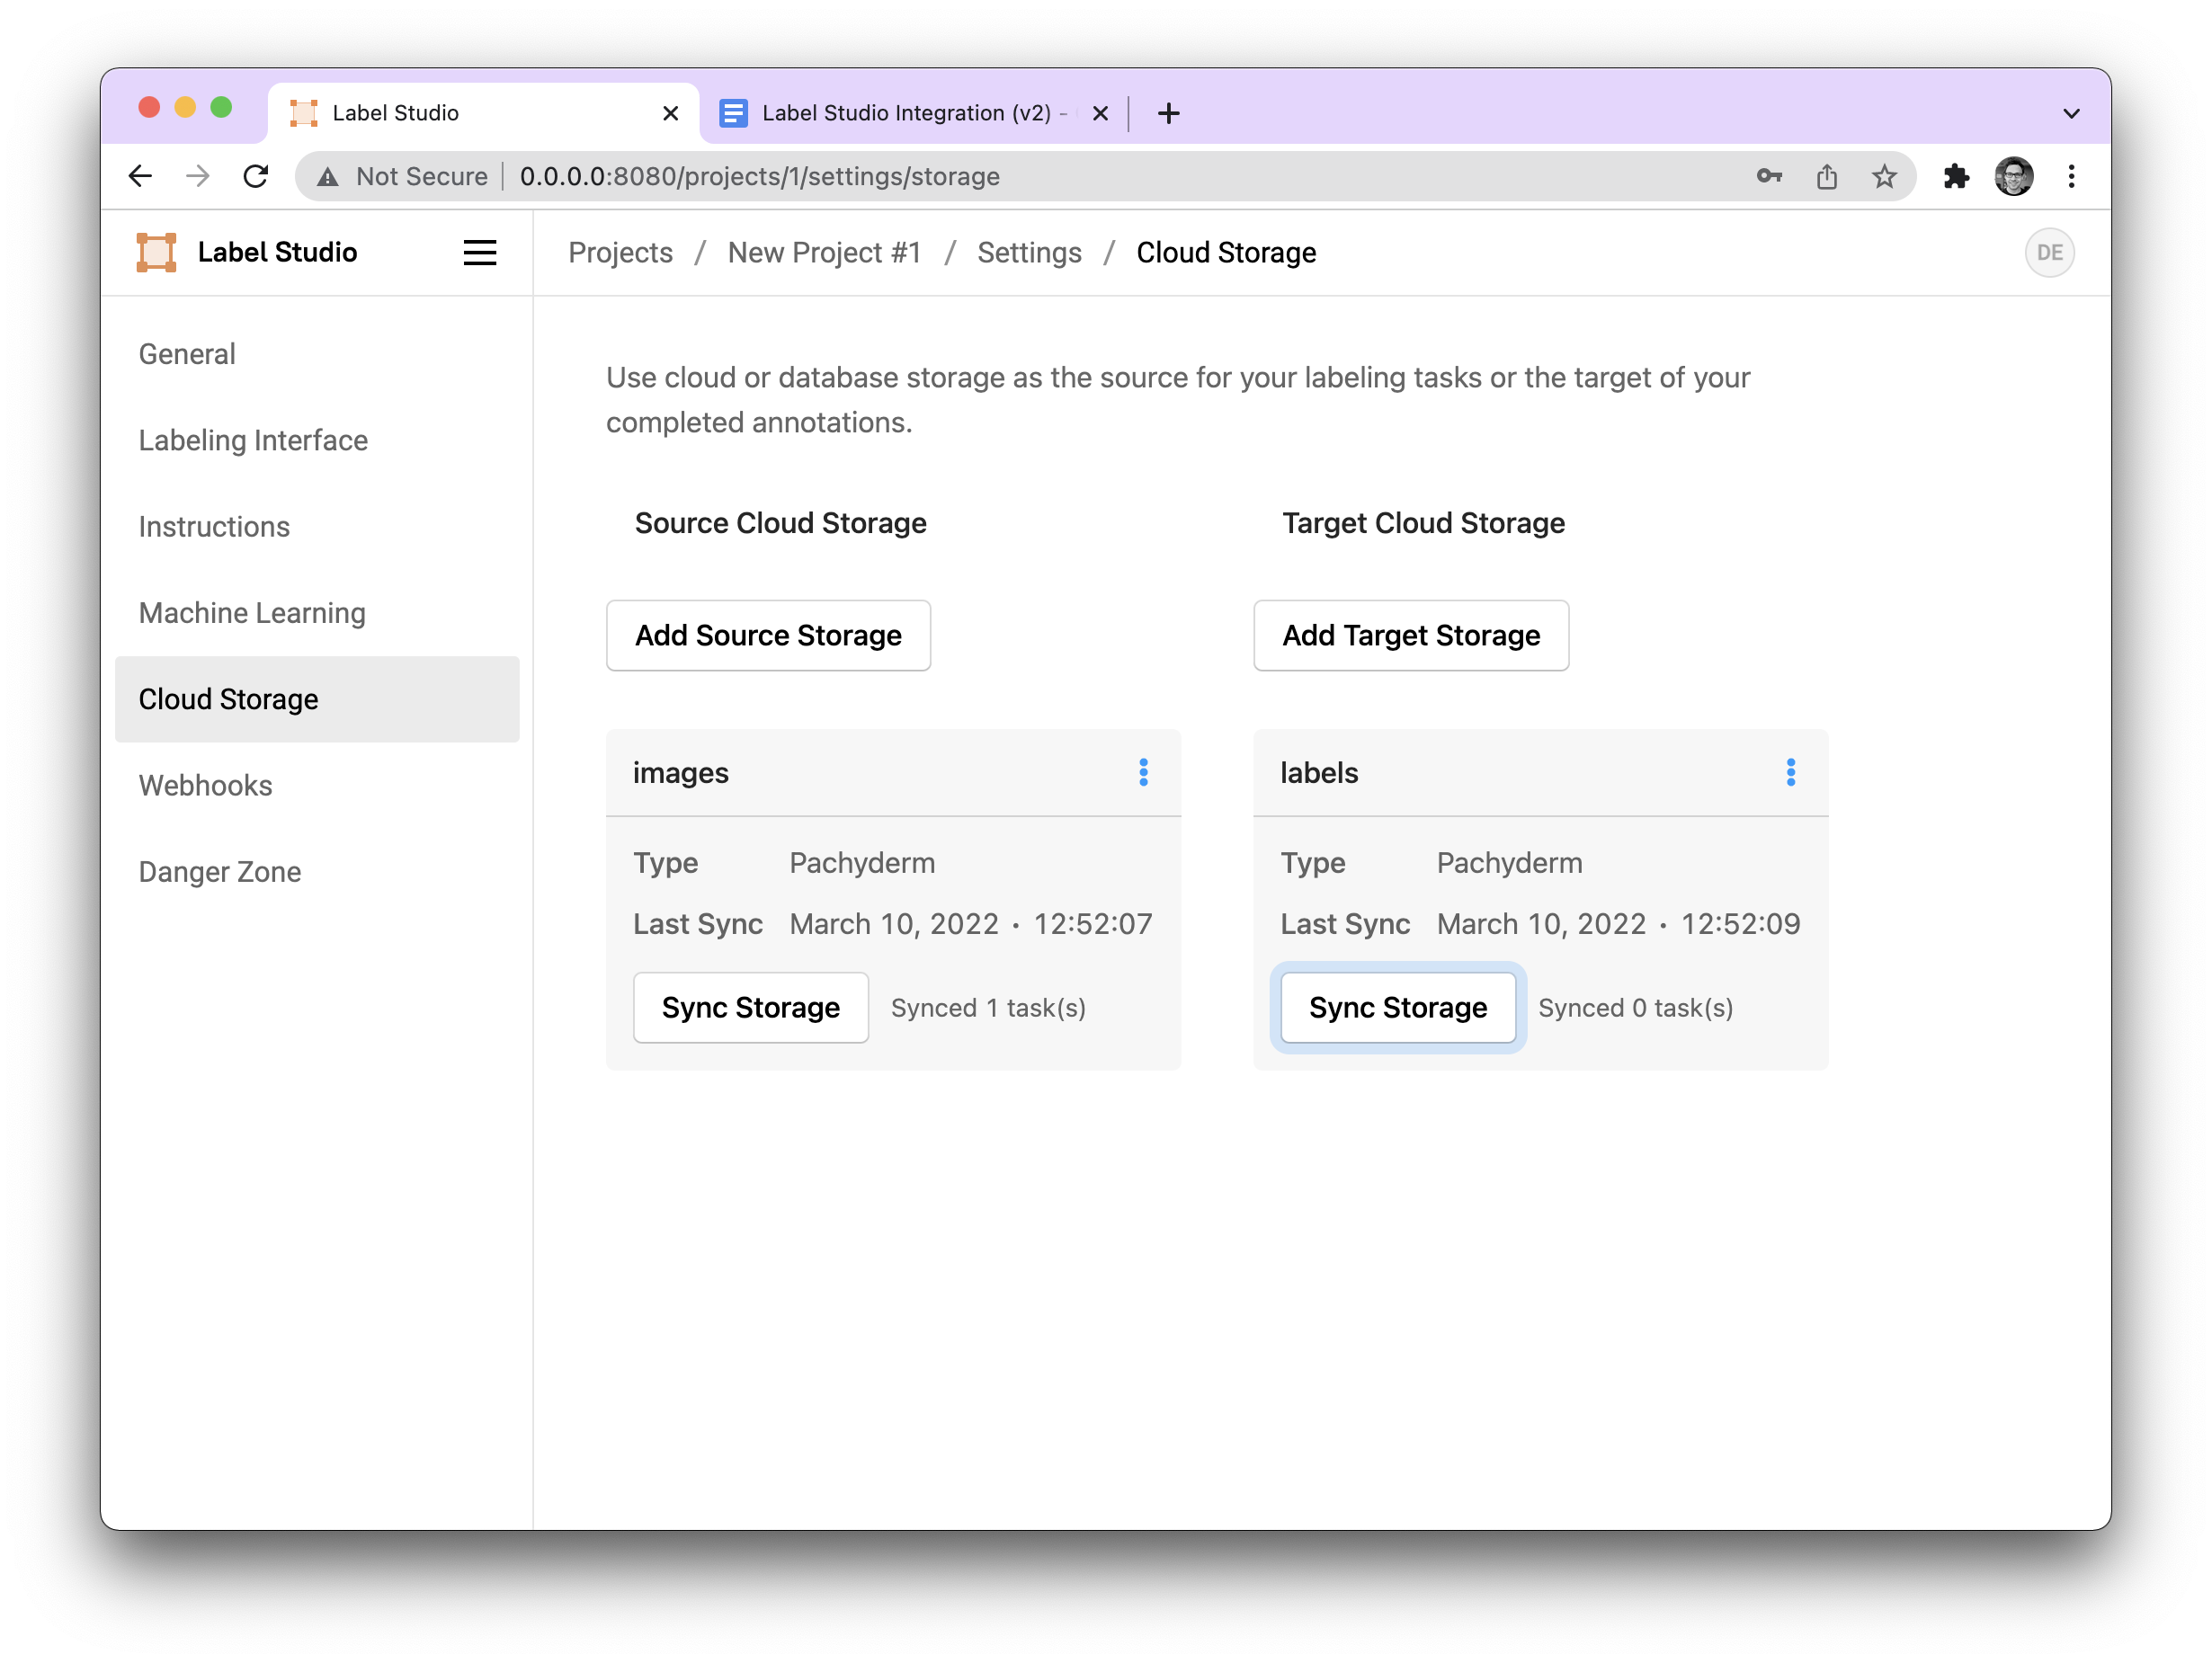 Label Studio
Label Studio Integration (v2) -
Not Secure
0.0.0.0:8080/projects/1/settings/storage
Label Studio
Projects / New Project #1 / Settings / Cloud Storage
DE
General
Labeling Interface
Instructions
Machine Learning
Cloud Storage
Webhooks
Danger Zone
Use cloud or database storage as the source for your labeling tasks or the target of your
completed annotations.
Source Cloud Storage
Add Source Storage
images
Type Pachyderm
Last Sync March 10, 2022 • 12:52:07
Sync Storage Synced 1 task(s)
Target Cloud Storage
Add Target Storage
labels
Type Pachyderm
Last Sync March 10, 2022 • 12:52:09
Sync Storage Synced 0 task(s)